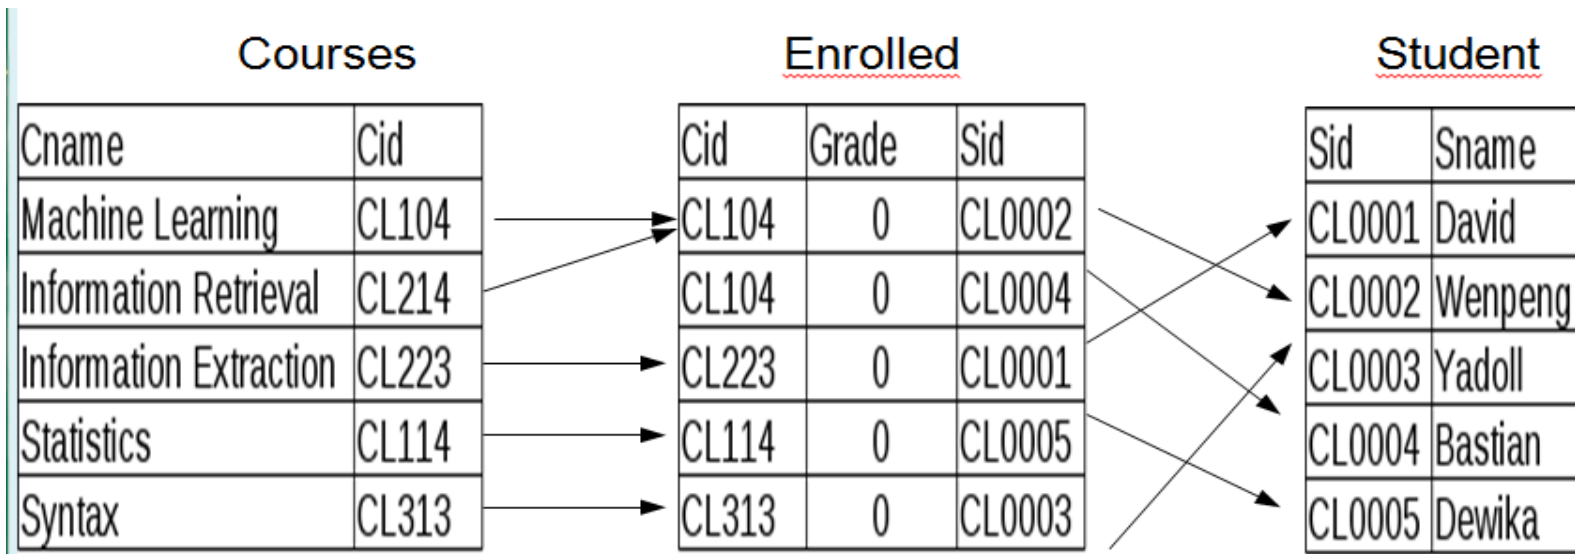 Courses Enrolled Student
Cname Cid Cid Grade Sid Sid Sname
Machine Learning CL104 CL104 0 CL0002 CL0001 David
Information Retrieval CL214 CL104 0 CL0004 CL0002 Wenpeng
Information Extraction CL223 CL223 0 CL0001 CL0003 Yadoll
Statistics CL114 CL114 0 CL0005 CL0004 Bastian
Syntax CL313 CL313 0 CL0003 CL0005 Dewika